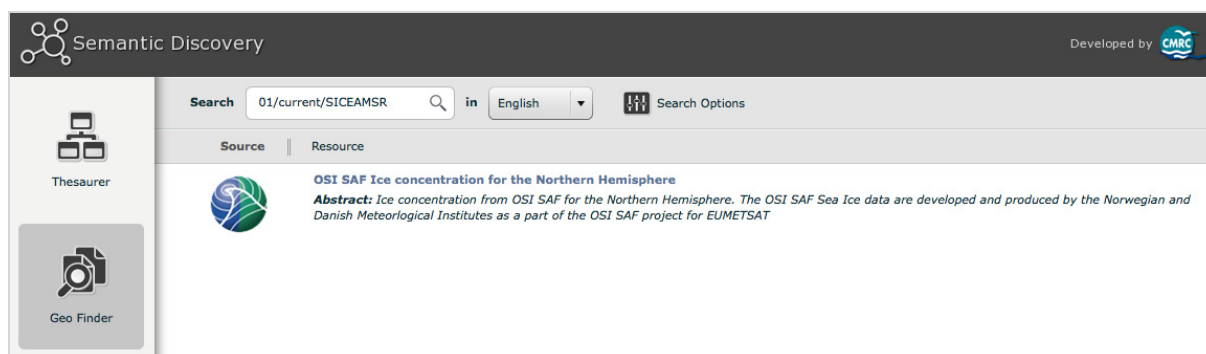 Semantic Discovery
Developed by CMRC
Search 01/current/SICEAMSR in English Search Options
Source Resource
Thesaurer
OSI SAF Ice concentration for the Northern Hemisphere
Abstract: Ice concentration from OSI SAF for the Northern Hemisphere. The OSI SAF Sea Ice data are developed and produced by the Norwegian and
Danish Meteorlogical Institutes as a part of the OSI SAF project for EUMETSAT
Geo Finder